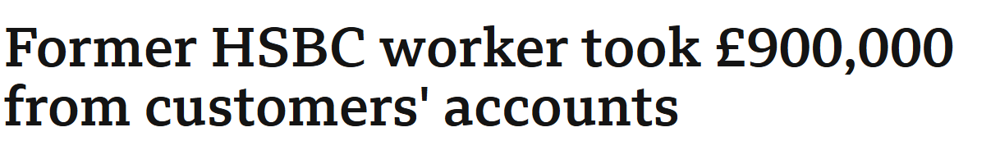 Former HSBC worker took £900,000
from customers' accounts